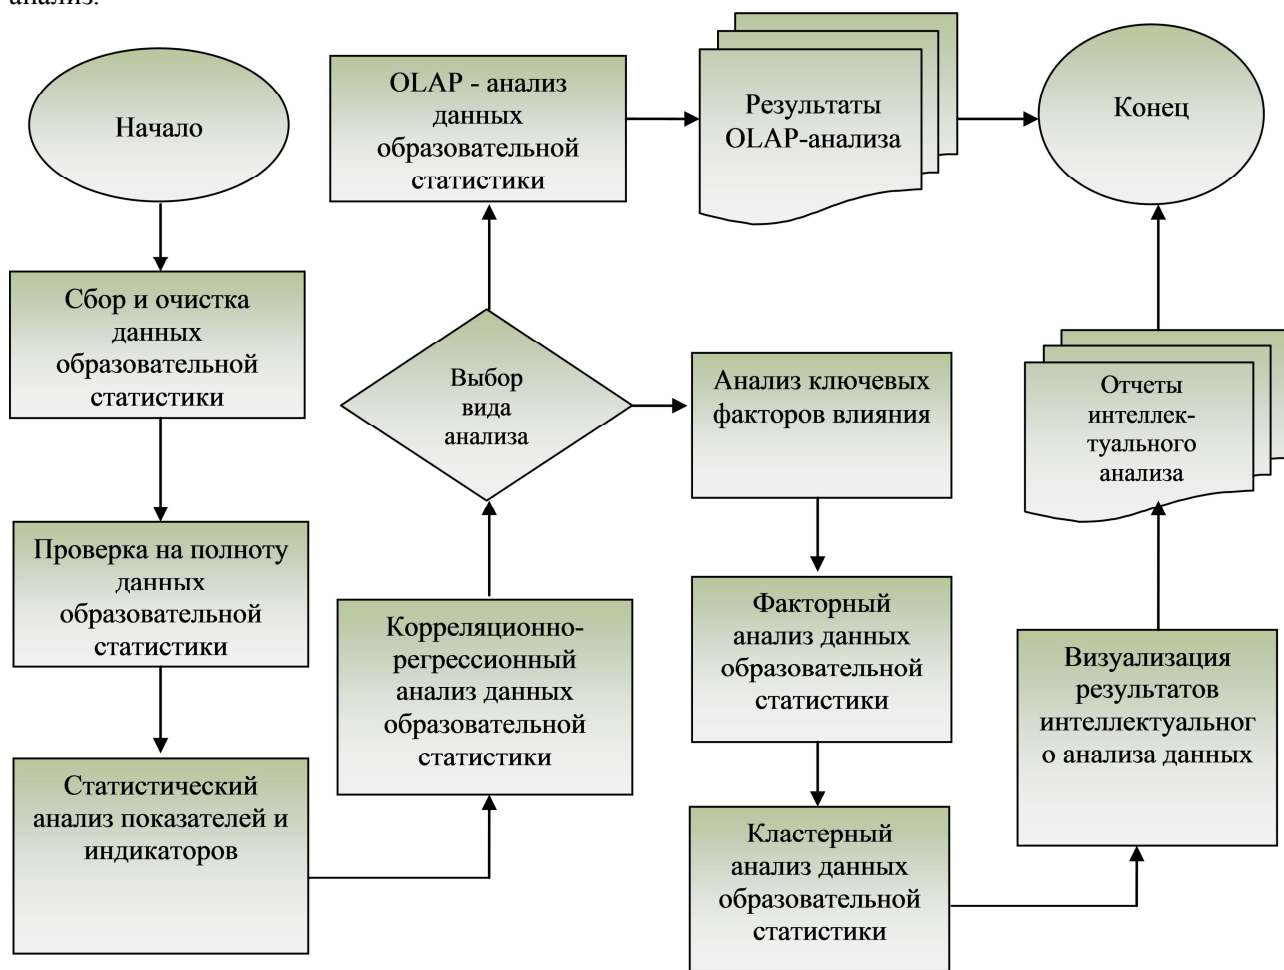 анализ.
Начало
Сбор и очистка
данных
образовательной
статистики
Проверка на полноту
данных
образовательной
статистики
Статистический
анализ показателей и
индикаторов
Корреляционно-
регрессионный
анализ данных
образовательной
статистики
Выбор
вида
анализа
OLAP - анализ
данных
образовательной
статистики
Результаты
OLAP-анализа
Конец
Анализ ключевых
факторов влияния
Факторный
анализ данных
образовательной
статистики
Кластерный
анализ данных
образовательной
статистики
Визуализация
результатов
интеллектуальног
о анализа данных
Отчеты
интеллек-
туального
анализа